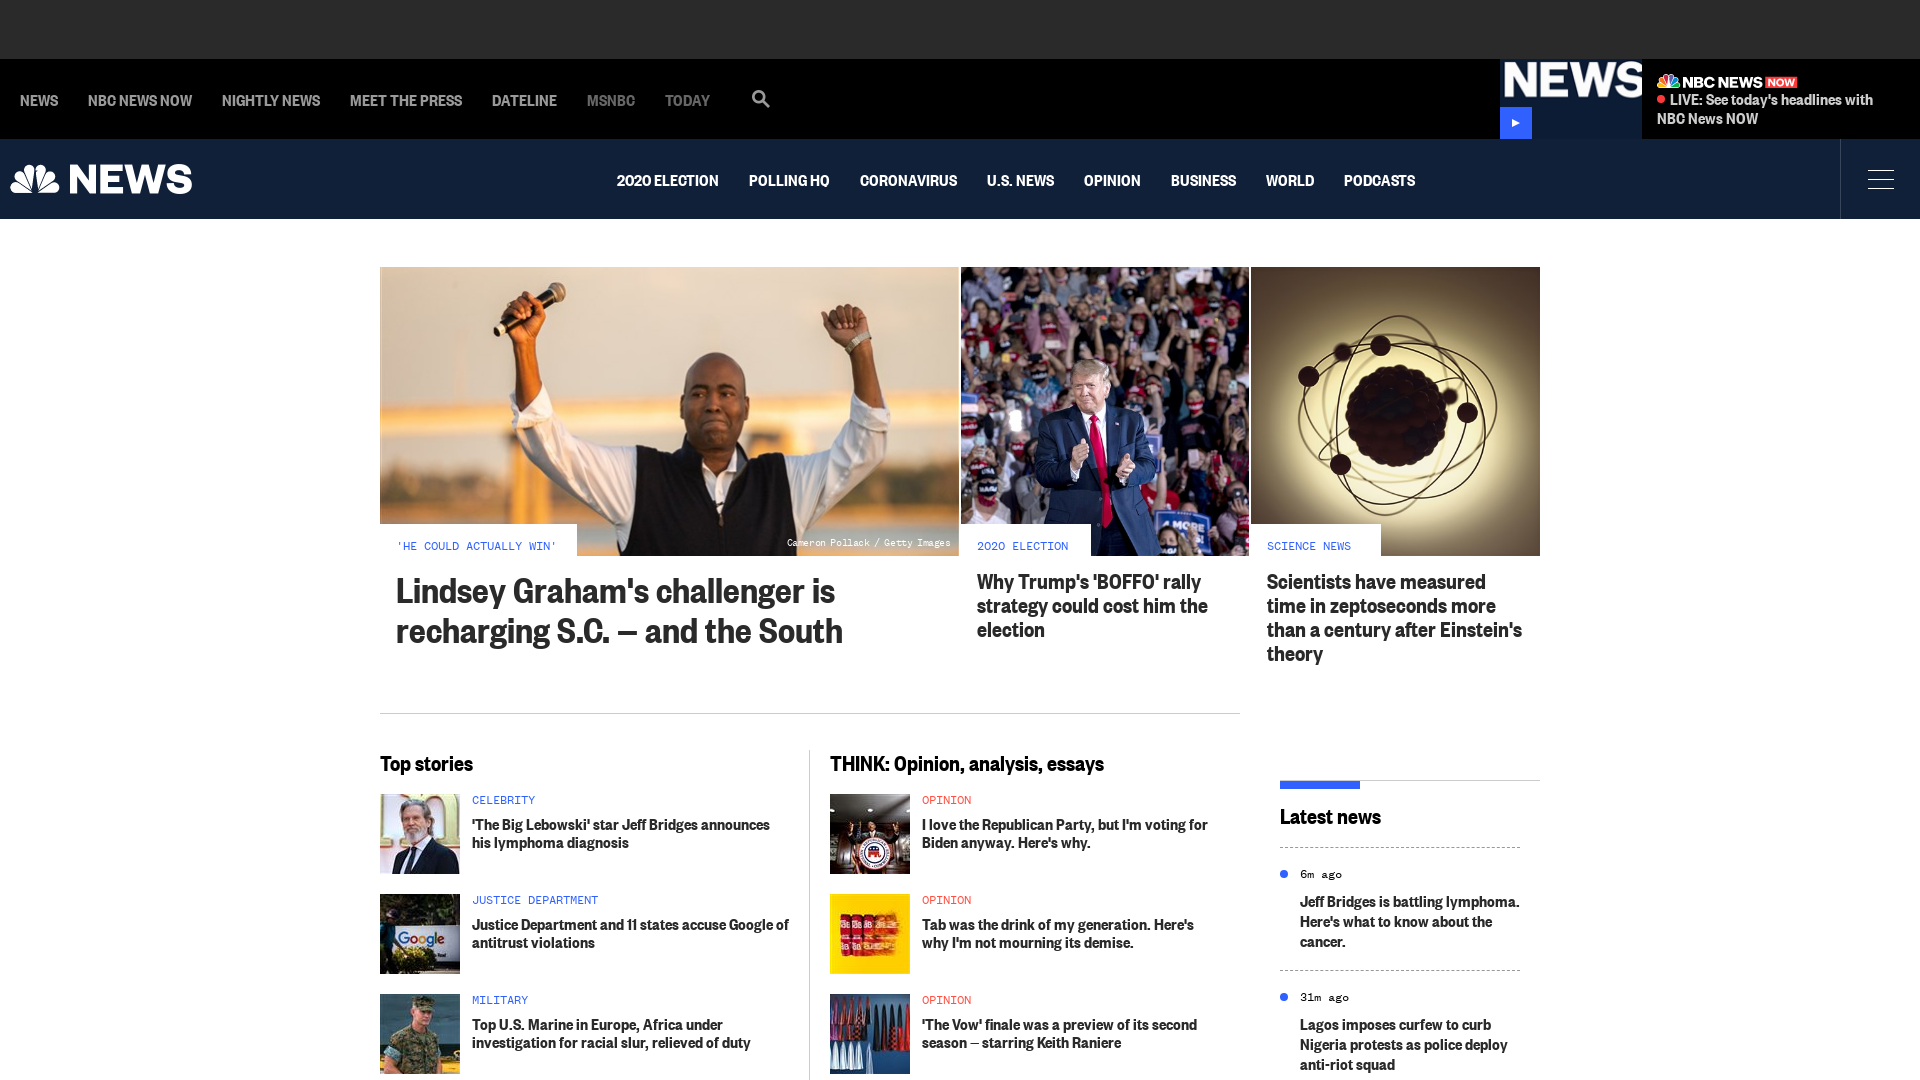 NEWS
NBC NEWS NOW
NIGHTLY NEWS
MEET THE PRESS
DATELINE
MSNBC
TODAY
NEWS
NBC NEWS NOW
LIVE: See today's headlines with
NBC News NOW
NEWS
2020 ELECTION
POLLING HQ
CORONAVIRUS
U.S. NEWS
OPINION
BUSINESS
WORLD
PODCASTS
Cameron Pollack / Getty Images
'HE COULD ACTUALLY WIN'
Lindsey Graham's challenger is
recharging S.C. — and the South
2020 ELECTION
Why Trump's 'BOFFO' rally
strategy could cost him the
election
SCIENCE NEWS
Scientists have measured
time in zeptoseconds more
than a century after Einstein's
theory
Top stories
CELEBRITY
'The Big Lebowski' star Jeff Bridges announces
his lymphoma diagnosis
Google
JUSTICE DEPARTMENT
Justice Department and 11 states accuse Google of
antitrust violations
MILITARY
Top U.S. Marine in Europe, Africa under
investigation for racial slur, relieved of duty
THINK: Opinion, analysis, essays
OPINION
I love the Republican Party, but I'm voting for
Biden anyway. Here's why.
OPINION
Tab was the drink of my generation. Here's
why I'm not mourning its demise.
OPINION
'The Vow' finale was a preview of its second
season — starring Keith Raniere
Latest news
6m ago
Jeff Bridges is battling lymphoma.
Here's what to know about the
cancer.
31m ago
Lagos imposes curfew to curb
Nigeria protests as police deploy
anti-riot squad